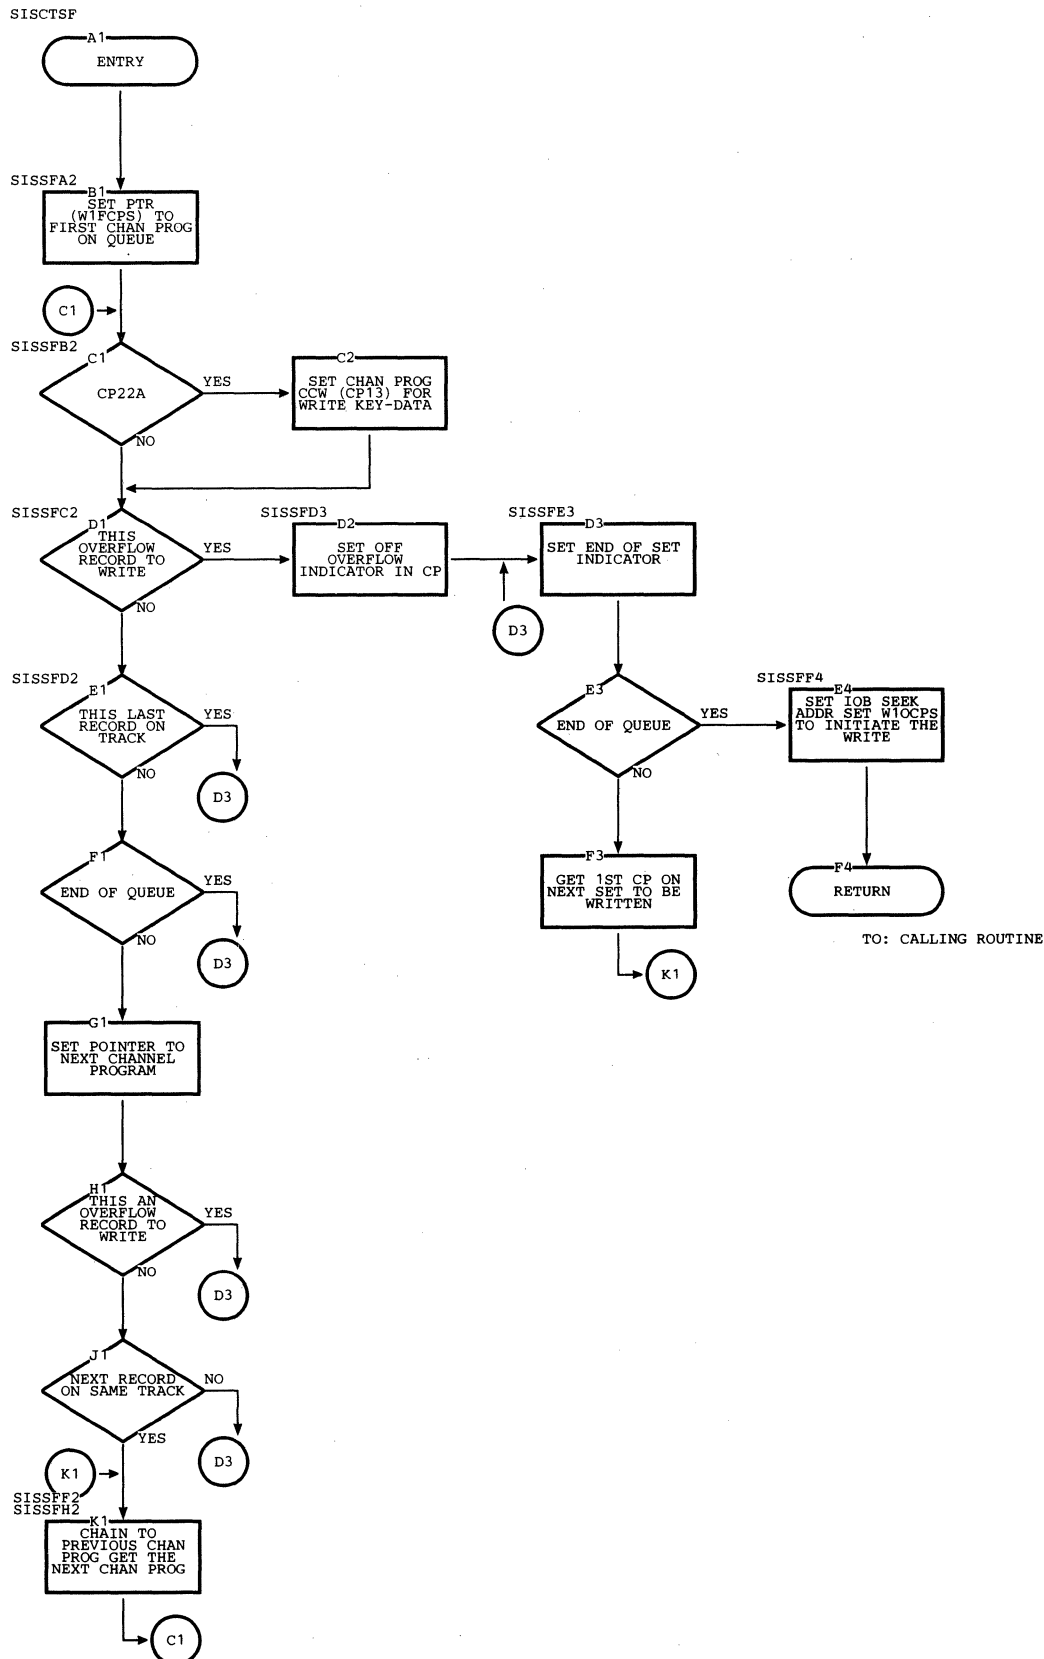 SISCTSF
A1
ENTRY
SISSFA2
B1
SET PTR
(W1FCPS) TO
FIRST CHAN PROG
ON QUEUE
C1
SISSFB2
C1
CP22A
YES
NO
C2
SET CHAN PROG
CCW (CP13) FOR
WRITE KEY-DATA
SISSFC2
D1
THIS
OVERFLOW
RECORD TO
WRITE
YES
NO
SISSFD3
D2
SET OFF
OVERFLOW
INDICATOR IN CP
SISSFE3
D3
SET END OF SET
INDICATOR
D3
SISSFD2
E1
THIS LAST
RECORD ON
TRACK
YES
NO
D3
E3
END OF QUEUE
YES
NO
SISSFF4
E4
SET IOB SEEK
ADDR SET W1OCPS
TO INITIATE THE
WRITE
F1
END OF QUEUE
YES
NO
D3
F3
GET 1ST CP ON
NEXT SET TO BE
WRITTEN
K1
F4
RETURN
TO: CALLING ROUTINE
G1
SET POINTER TO
NEXT CHANNEL
PROGRAM
H1
THIS AN
OVERFLOW
RECORD TO
WRITE
YES
NO
D3
J1
NEXT RECORD
ON SAME TRACK
NO
YES
D3
K1
SISSFF2
SISSFH2
K1
CHAIN TO
PREVIOUS CHAN
PROG GET THE
NEXT CHAN PROG
C1